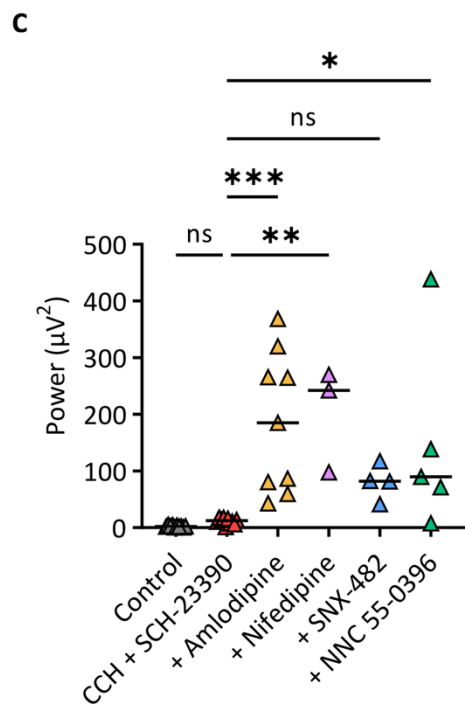 C
*
ns
***
ns
**
500
400
300
200
100
0
Power (µV²)
Control
CCH + SCH-23390
+ Amlodipine
+ Nifedipine
+ SNX-482
+ NNC 55-0396